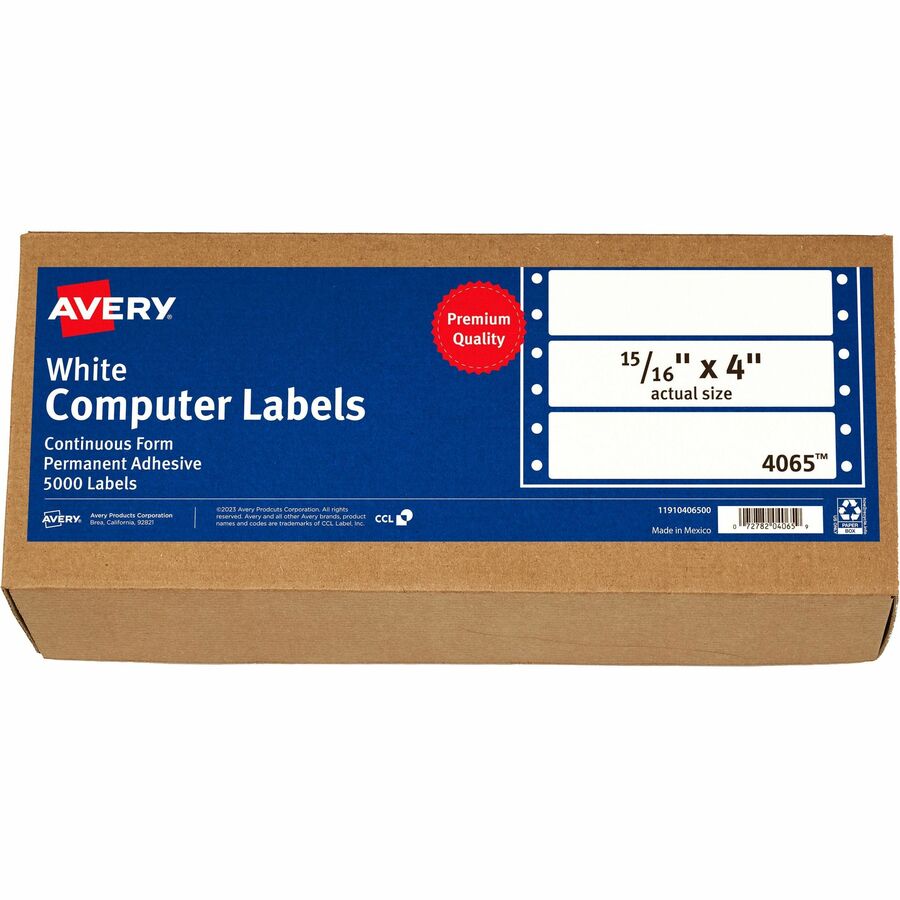 AVERY®
White
Computer Labels
Continuous Form
Permanent Adhesive
5000 Labels
Premium
Quality
15/16" x 4"
actual size
4065™
AVERY®
Avery Products Corporation
Brea, California, 92821
©2023 Avery Products Corporation. All rights
reserved. Avery and all other Avery brands, product
names and codes are trademarks of CCL Label, Inc.
CCL
11910406500
Made in Mexico
0 72782 04065 9
PAPER
BOX